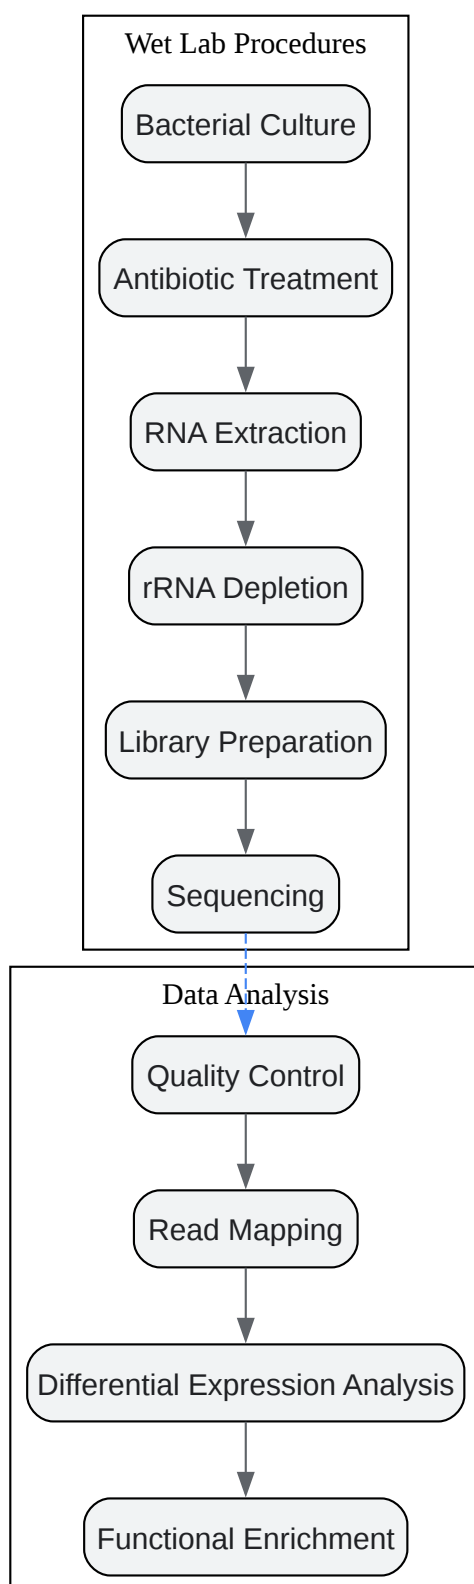 Wet Lab Procedures
Bacterial Culture
Antibiotic Treatment
RNA Extraction
rRNA Depletion
Library Preparation
Sequencing
Data Analysis
Quality Control
Read Mapping
Differential Expression Analysis
Functional Enrichment